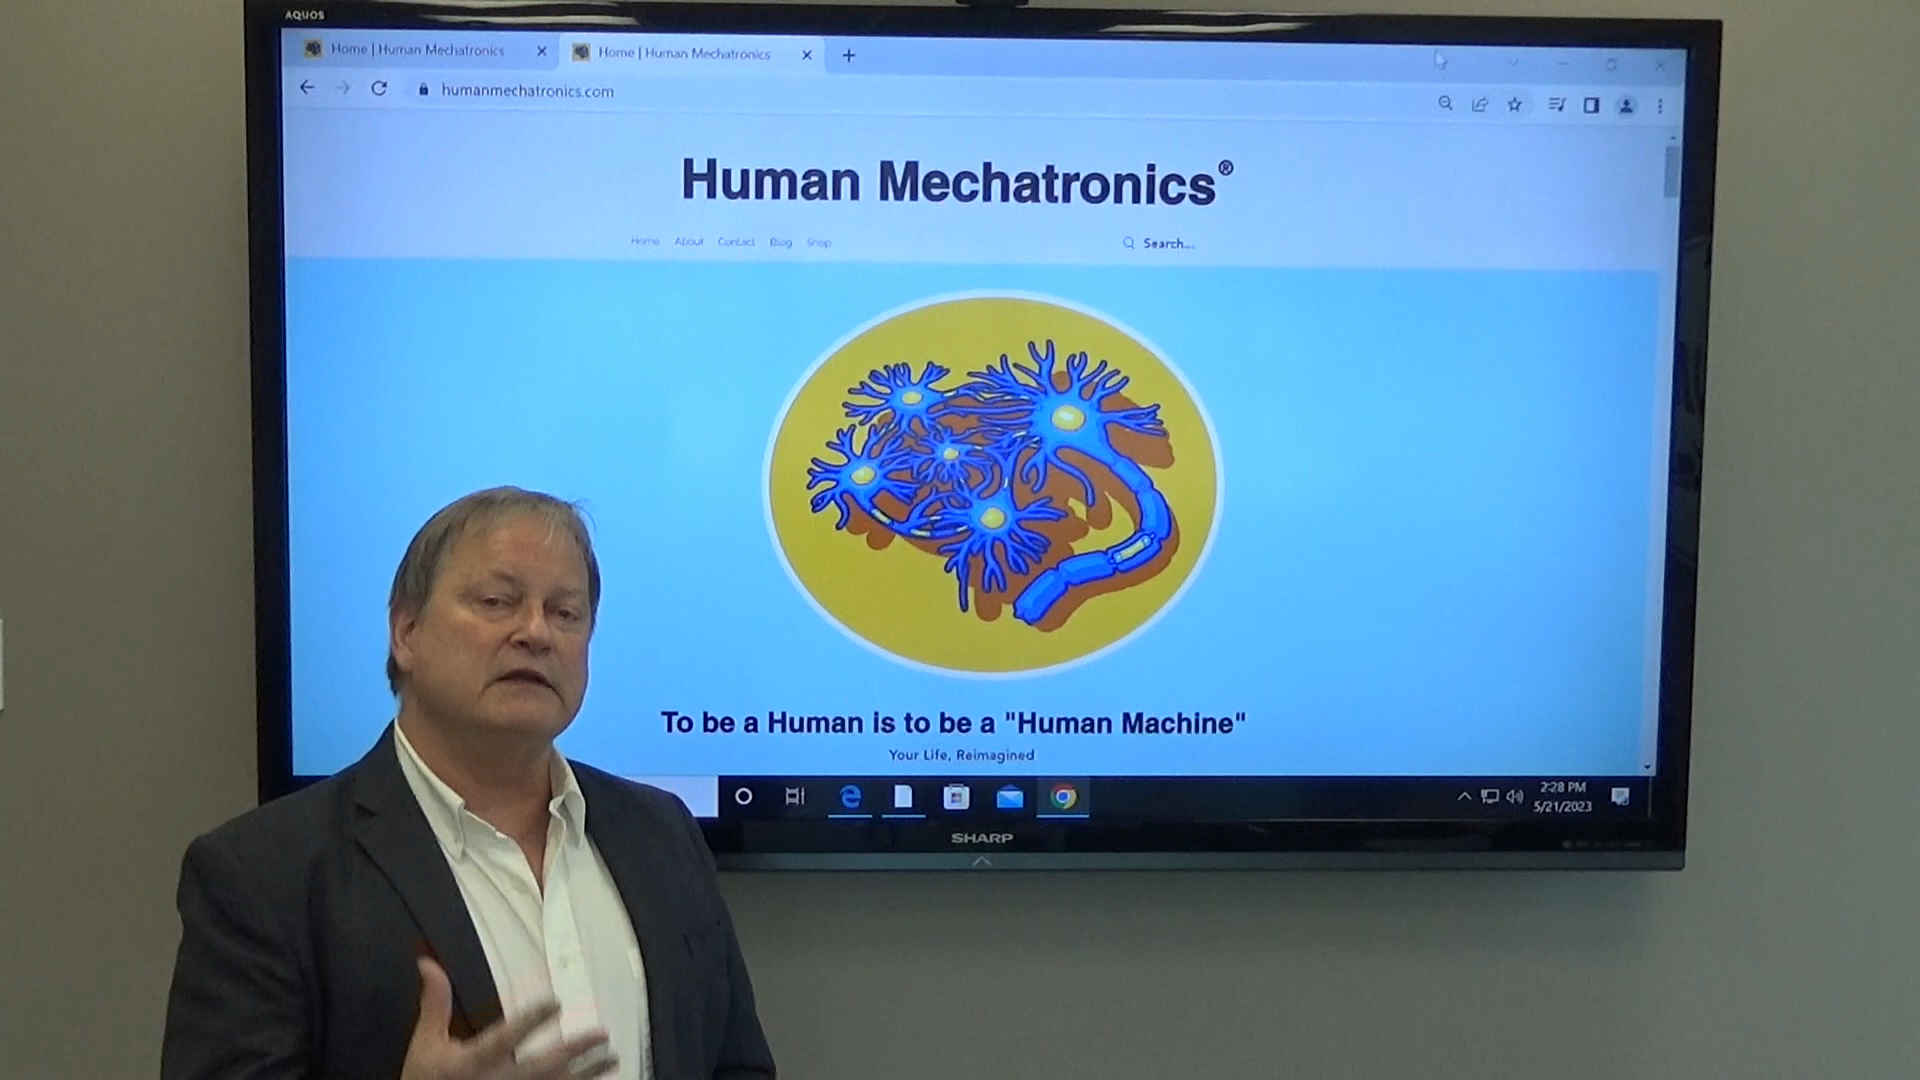 AQUOS
Home | Human Mechatronics
Home | Human Mechatronics
humanmechatronics.com
Human Mechatronics®
Home About Contact Blog Shop
Search...
To be a Human is to be a "Human Machine"
Your Life, Reimagined
2:28 PM
5/21/2023
SHARP